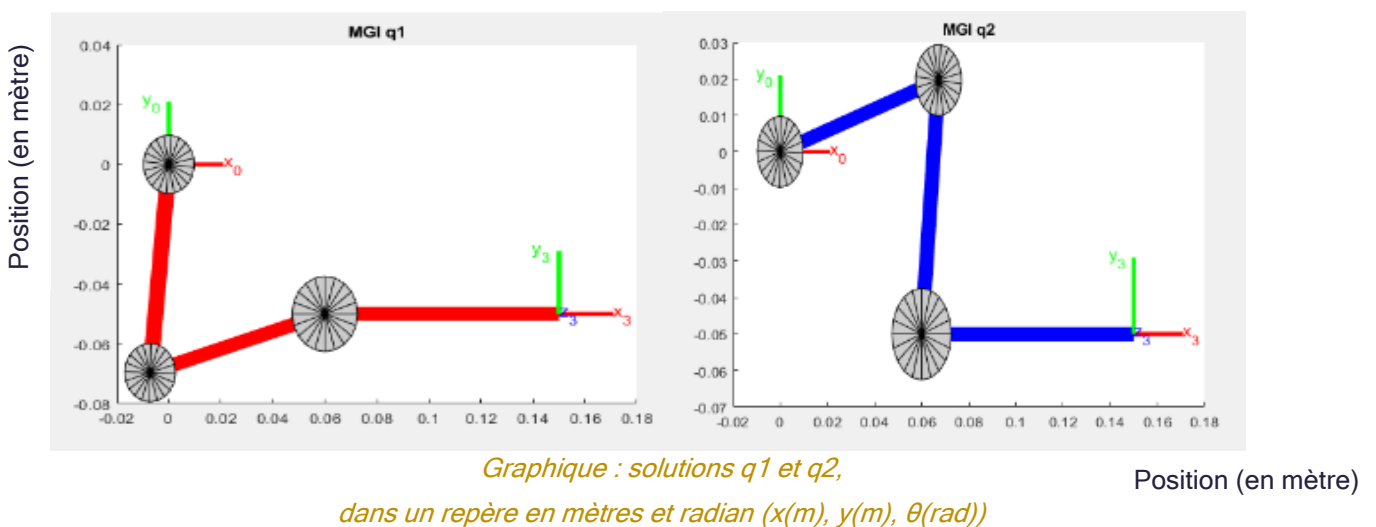 Position (en mètre)
MGI q1
0.04
0.02
0
-0.02
-0.04
-0.06
-0.08
-0.02 0 0.02 0.04 0.06 0.08 0.1 0.12 0.14 0.16 0.18
y0
x0
y3
z3
x3
MGI q2
0.03
0.02
0.01
0
-0.01
-0.02
-0.03
-0.04
-0.05
-0.06
-0.07
-0.02 0 0.02 0.04 0.06 0.08 0.1 0.12 0.14 0.16 0.18
y0
x0
y3
z3
x3
Graphique : solutions q1 et q2,
Position (en mètre)
dans un repère en mètres et radian (x(m), y(m), θ(rad))